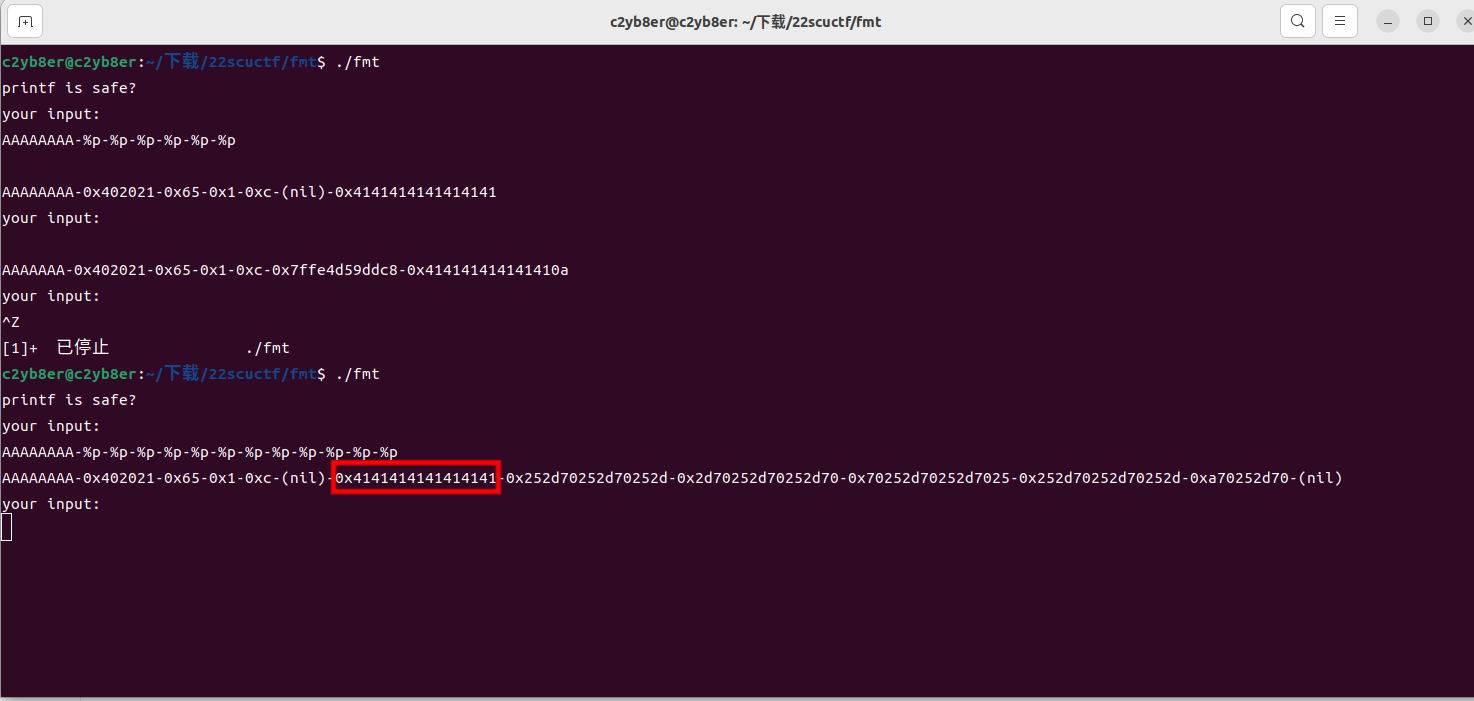 c2yb8er@c2yb8er: ~/下载/22scuctf/fmt
c2yb8er@c2yb8er:~/下载/22scuctf/fmt$ ./fmt
printf is safe?
your input:
AAAAAAAA-%p-%p-%p-%p-%p-%p
AAAAAAAA-0x402021-0x65-0x1-0xc-(nil)-0x4141414141414141
your input:
AAAAAAA-0x402021-0x65-0x1-0xc-0x7ffe4d59ddc8-0x414141414141410a
your input:
^Z
[1]+  已停止               ./fmt
c2yb8er@c2yb8er:~/下载/22scuctf/fmt$ ./fmt
printf is safe?
your input:
AAAAAAAA-%p-%p-%p-%p-%p-%p-%p-%p-%p-%p-%p-%p
AAAAAAAA-0x402021-0x65-0x1-0xc-(nil)-0x4141414141414141-0x252d70252d70252d-0x2d70252d70252d70-0x70252d70252d7025-0x252d70252d70252d-0xa70252d70-(nil)
your input: